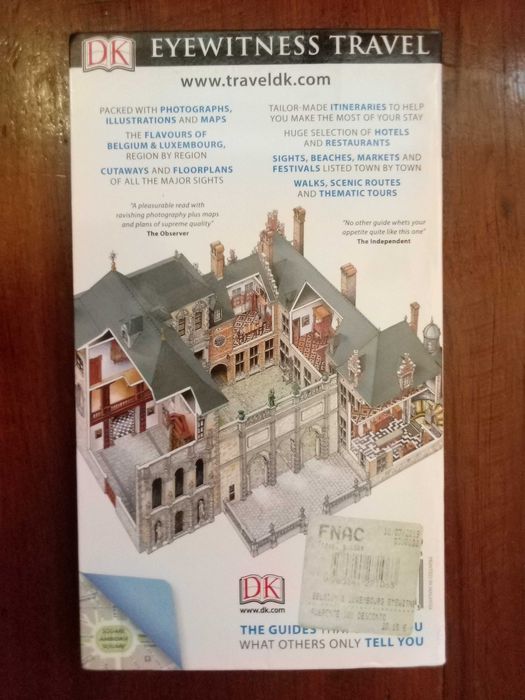 DK EYEWITNESS TRAVEL
www.traveldk.com
PACKED WITH PHOTOGRAPHS,
ILLUSTRATIONS AND MAPS
THE FLAVOURS OF
BELGIUM & LUXEMBOURG,
REGION BY REGION
CUTAWAYS AND FLOORPLANS
OF ALL THE MAJOR SIGHTS
"A pleasurable read with
ravishing photography plus maps
and plans of supreme quality"
The Observer
TAILOR-MADE ITINERARIES TO HELP
YOU MAKE THE MOST OF YOUR STAY
HUGE SELECTION OF HOTELS
AND RESTAURANTS
SIGHTS, BEACHES, MARKETS AND
FESTIVALS LISTED TOWN BY TOWN
WALKS, SCENIC ROUTES
AND THEMATIC TOURS
"No other guide whets your
appetite quite like this one"
The Independent
FNAC
DK
www.dk.com
THE GUIDES
WHAT OTHERS ONLY TELL YOU
SQUARE